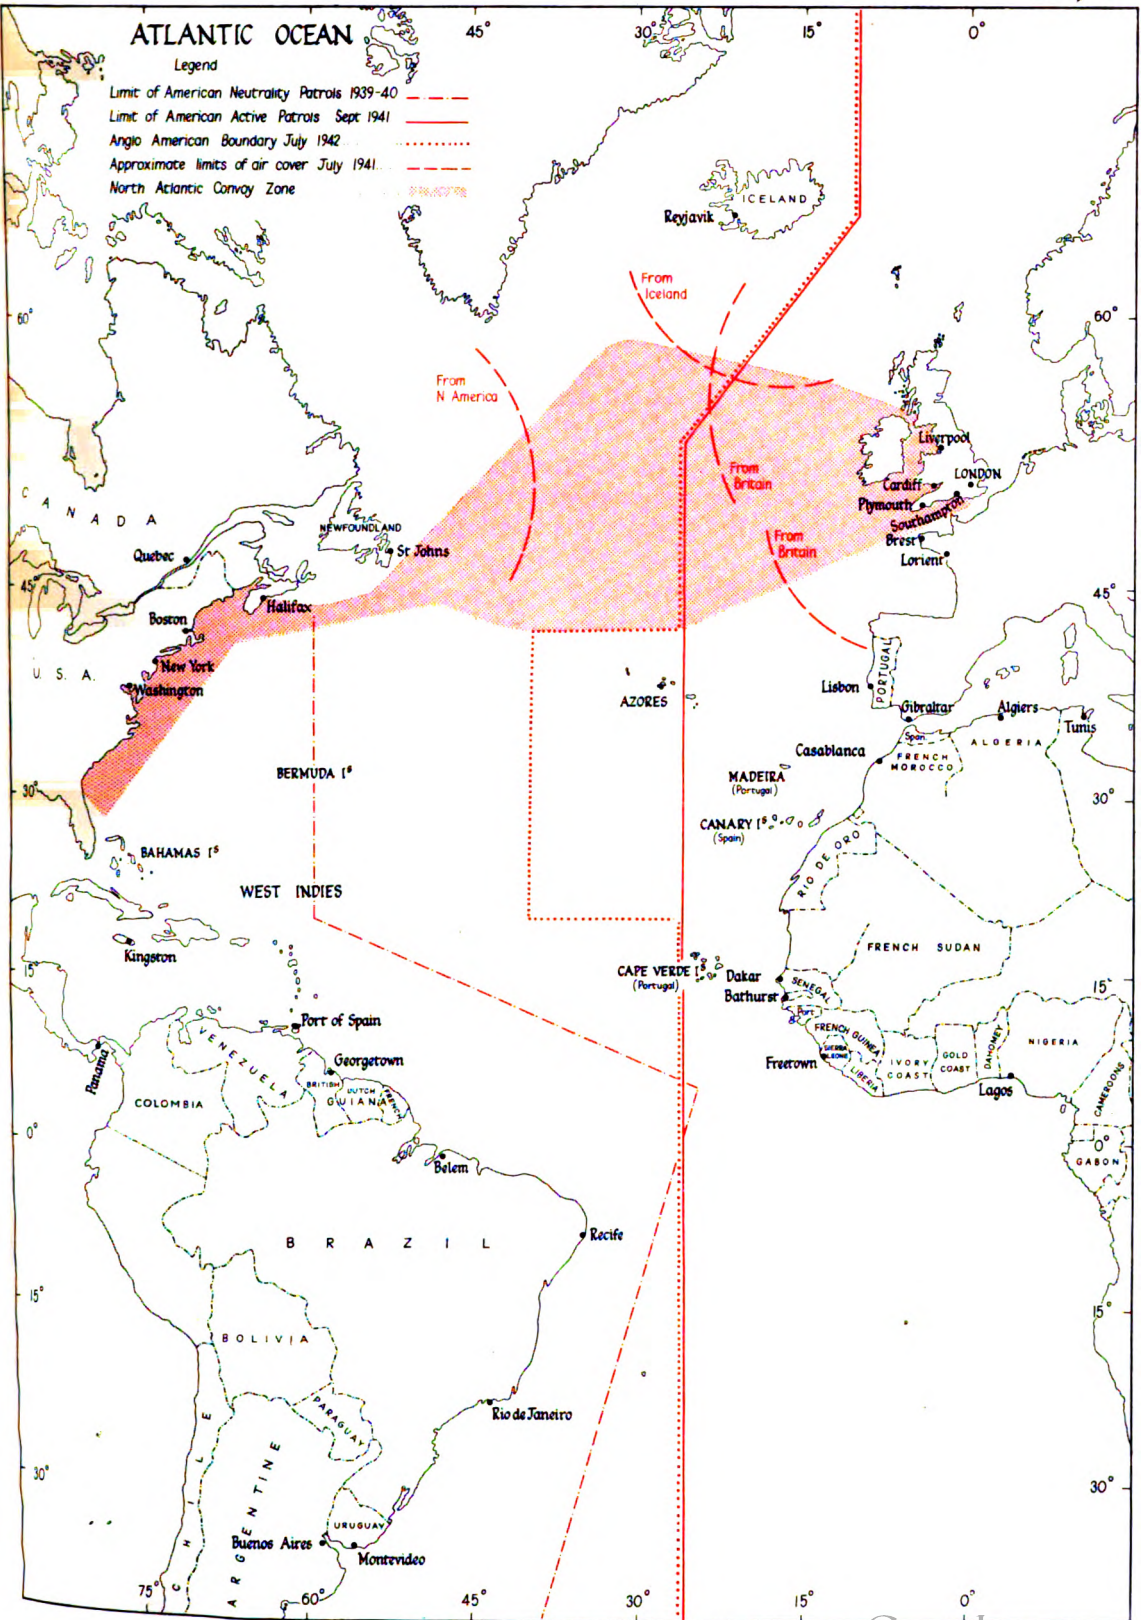 45° 30° 15° 0°
ATLANTIC OCEAN
Legend
Limit of American Neutrality Patrols 1939-40
Limit of American Active Patrols Sept 1941
Anglo American Boundary July 1942
Approximate limits of air cover July 1941
North Atlantic Convoy Zone
ICELAND
Reyjavik
From
Iceland
60° 60°
From
N America
Liverpool
From
Britain
Cardiff
LONDON
Plymouth
Southampton
CANADA
NEWFOUNDLAND
St Johns
Quebec
From
Britain
Brest
Lorient
45° 45°
Halifax
Boston
New York
U. S. A.
Washington
PORTUGAL
Lisbon
AZORES
Gibraltar
Algiers
Tunis
Span.
ALGERIA
Casablanca
FRENCH
MOROCCO
BERMUDA Iˢ
MADEIRA
(Portugal)
30° 30°
CANARY Iˢ
(Spain)
BAHAMAS Iˢ
RIO DE ORO
WEST INDIES
FRENCH SUDAN
Kingston
15° 15°
CAPE VERDE Iˢ
(Portugal)
Dakar
SENEGAL
Bathurst
Port.
Port of Spain
FRENCH GUINEA
VENEZUELA
Panama
Georgetown
Freetown
SIERRA
LEONE
LIBERIA
IVORY
COAST
GOLD
COAST
DAHOMEY
NIGERIA
Lagos
CAMEROONS
BRITISH
DUTCH
FRENCH
GUIANA
COLOMBIA
0° 0°
GABON
Belem
Recife
BRAZIL
15° 15°
BOLIVIA
PARAGUAY
Rio de Janeiro
CHILE
ARGENTINE
30° 30°
URUGUAY
Buenos Aires
Montevideo
75° 60° 45° 30° 15° 0°